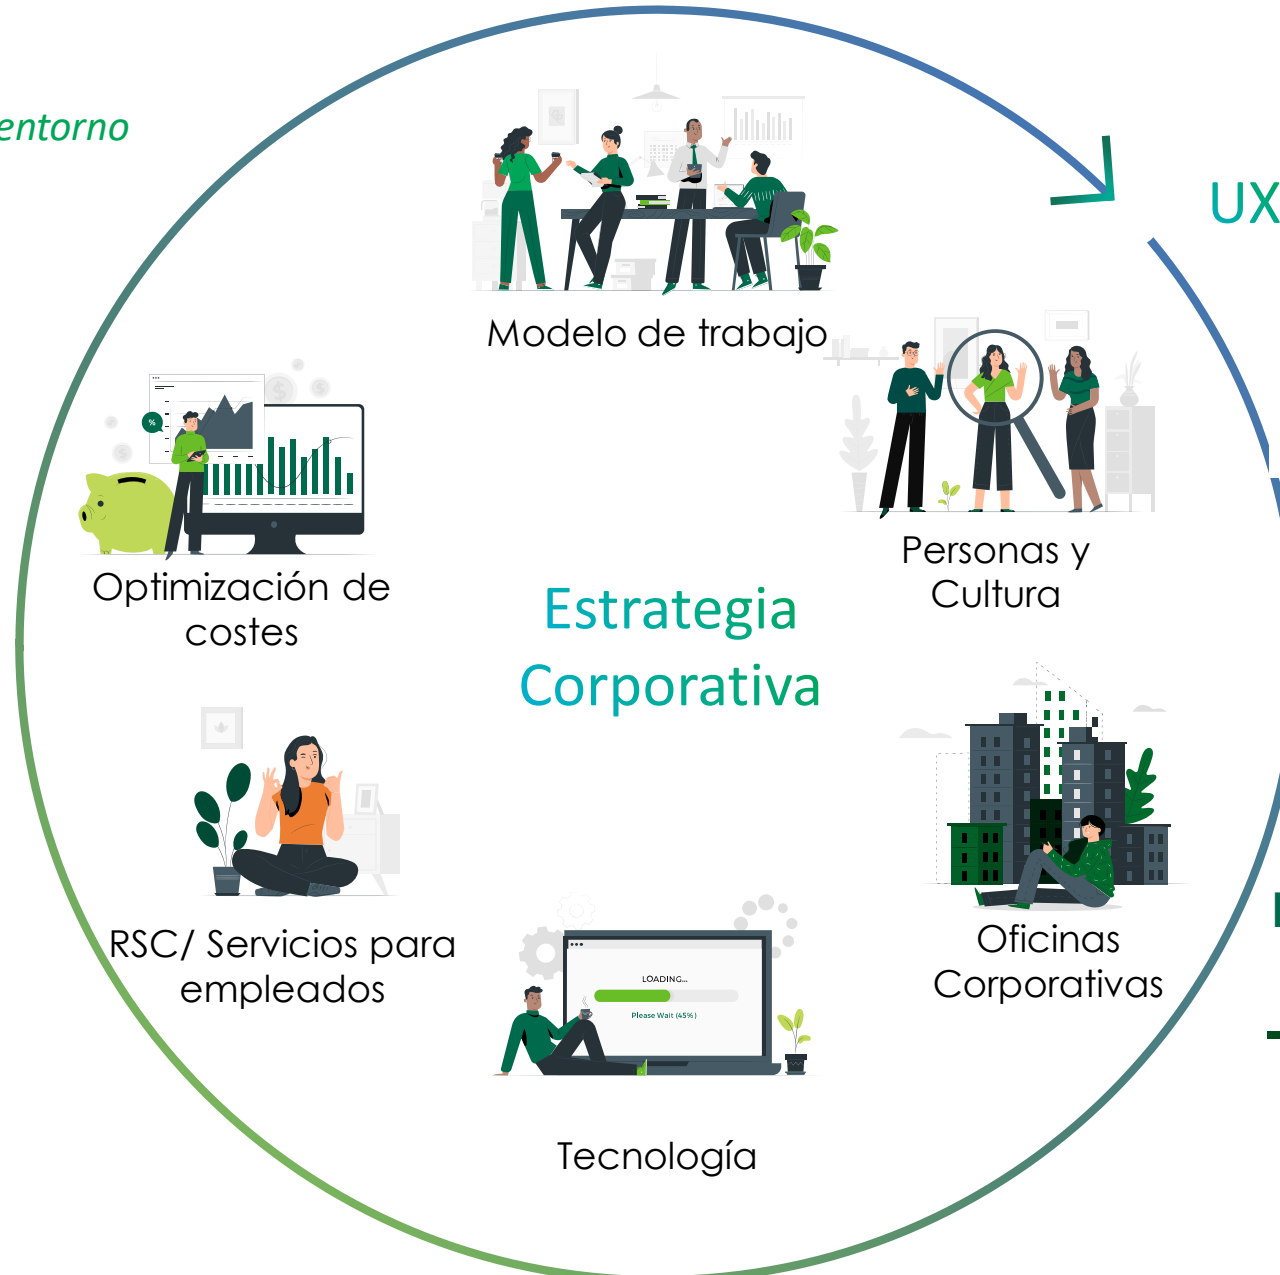 entorno
UX
Modelo de trabajo
%
$
$
$
$
Personas y
Cultura
Optimización de
costes
Estrategia
Corporativa
RSC/ Servicios para
empleados
LOADING...
Please Wait (45%)
Oficinas
Corporativas
Tecnología